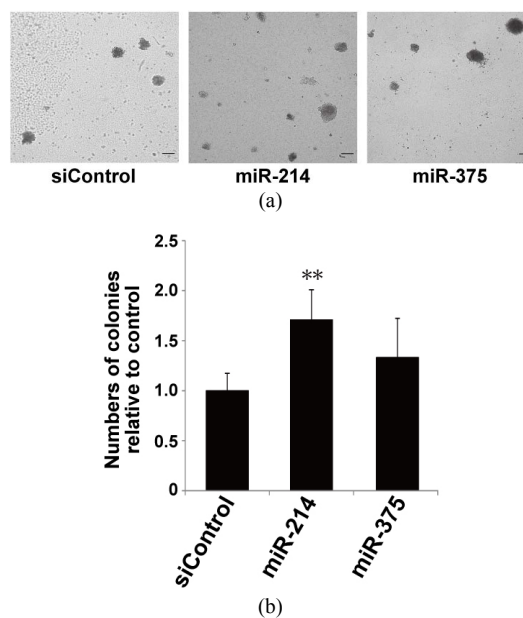 siControl
miR-214
miR-375
(a)
Numbers of colonies
relative to control
2.5
2.0
1.5
1.0
0.5
0
**
siControl
miR-214
miR-375
(b)